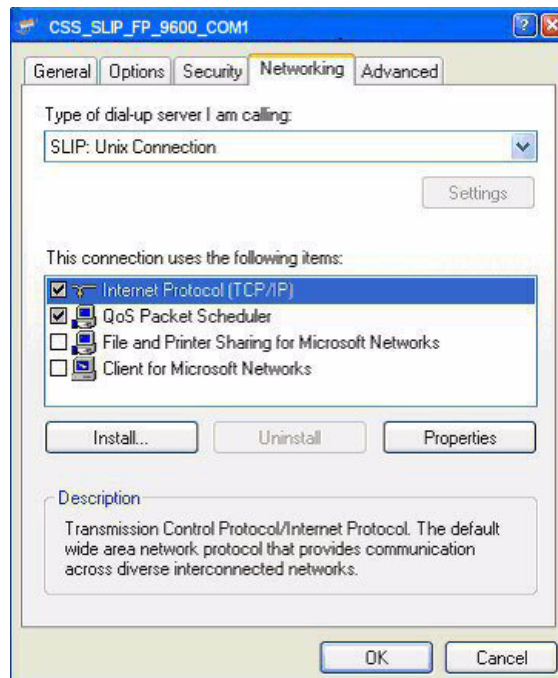 CSS_SLIP_FP_9600_COM1
General Options Security Networking Advanced
Type of dial-up server I am calling:
SLIP: Unix Connection
Settings
This connection uses the following items:
Internet Protocol (TCP/IP)
QoS Packet Scheduler
File and Printer Sharing for Microsoft Networks
Client for Microsoft Networks
Install... Uninstall Properties
Description
Transmission Control Protocol/Internet Protocol. The default
wide area network protocol that provides communication
across diverse interconnected networks.
OK Cancel